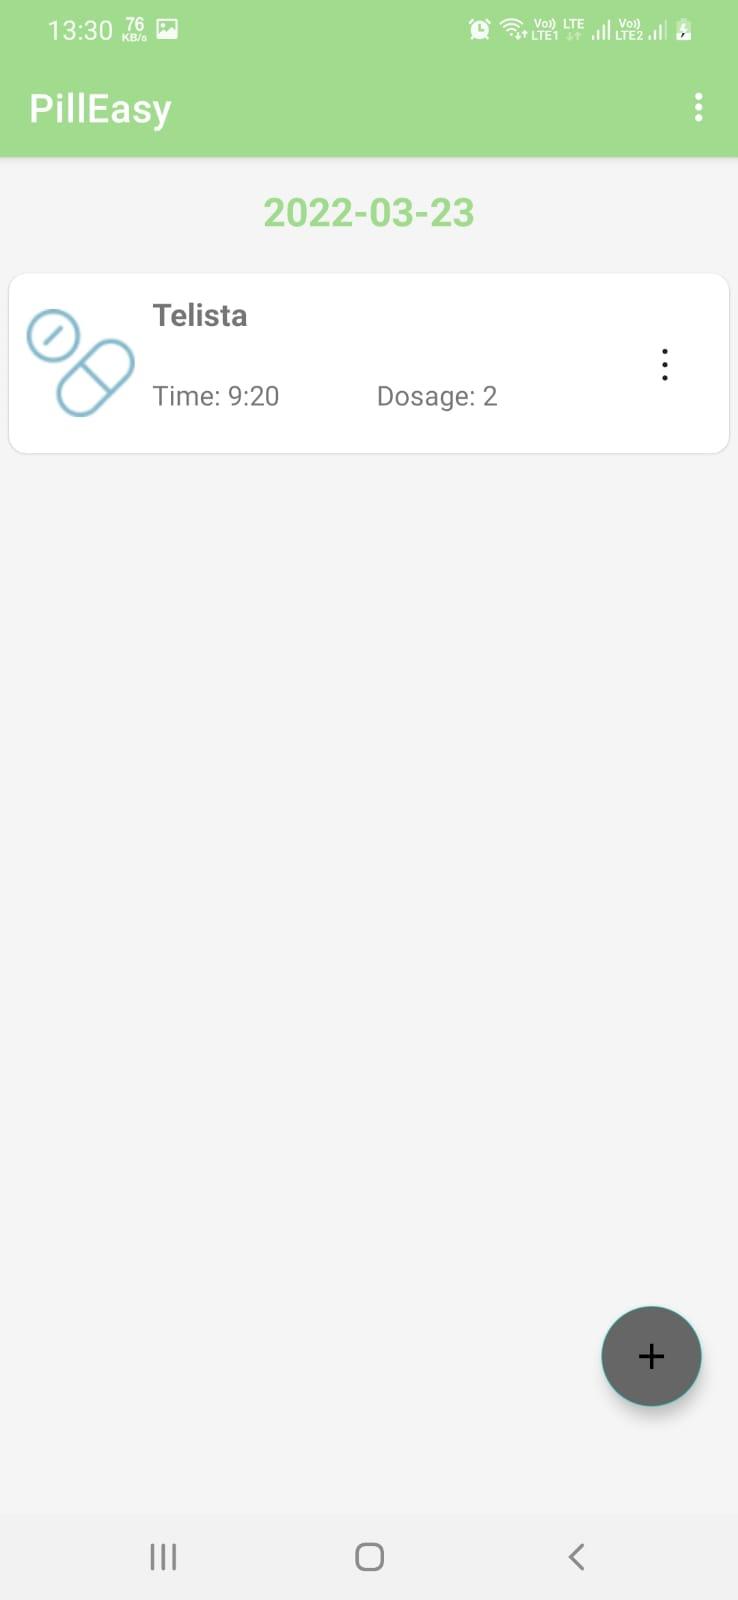 13:30 76 KB/s Vo)) LTE1 LTE Vo)) LTE2
PillEasy
2022-03-23
Telista
Time: 9:20 Dosage: 2